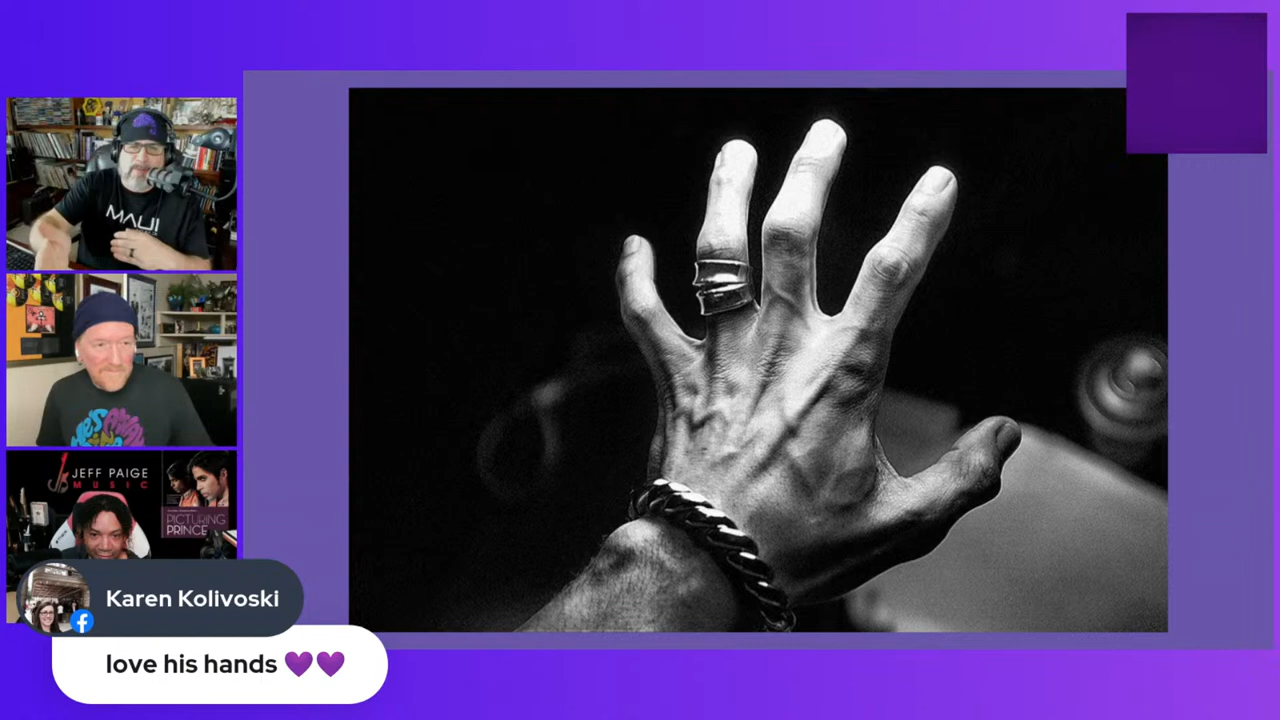 MAUI
JEFF PAIGE
MUSIC
PICTURING
PRINCE
Karen Kolivoski
love his hands 💜💜